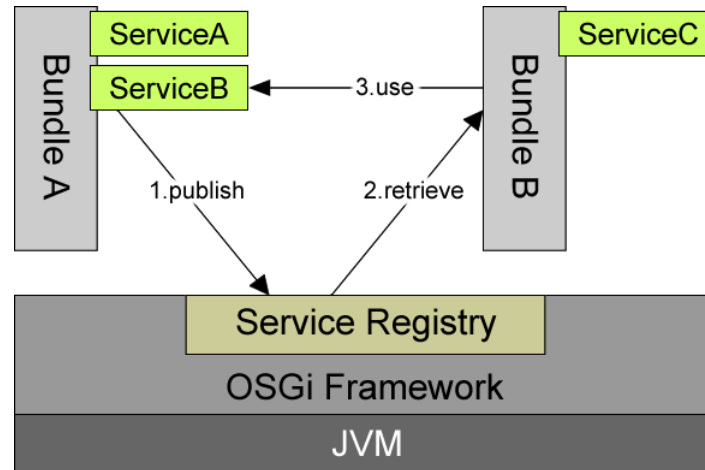 ServiceA
ServiceB
Bundle A
1.publish
3.use
2.retrieve
Bundle B
ServiceC
Service Registry
OSGi Framework
JVM